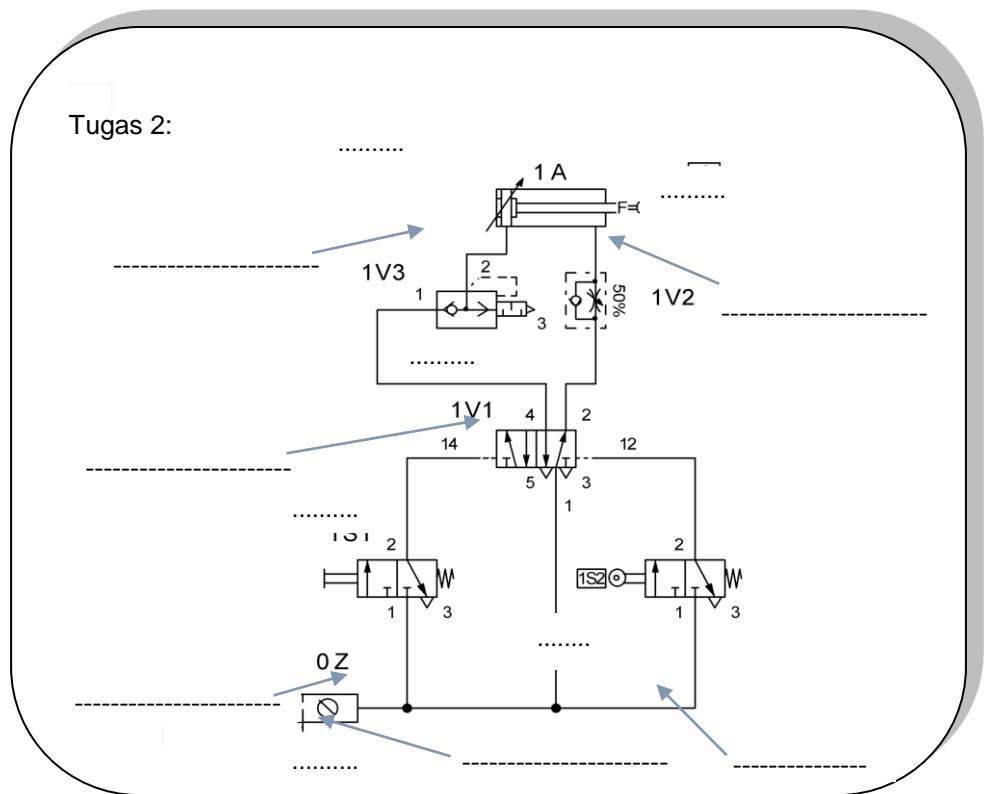 Tugas 2:
..........
1 A
..........
F=
1V3
2
1
3
50%
1V2
..........
1V1
4
2
14
12
5
3
1
..........
2
1
3
2
1S2
1
3
........
0 Z
..........